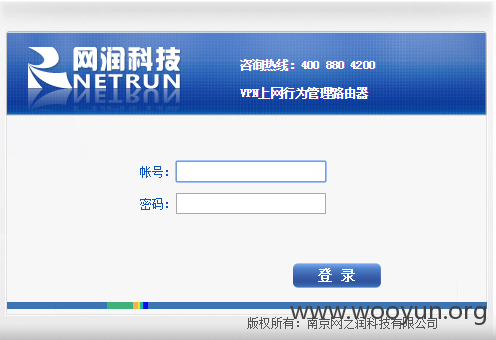 网润科技
NETRUN
咨询热线：400 880 4200
VPN上网行为管理路由器
帐号：
密码：
登 录
www.wooyun.org
版权所有：南京网之润科技有限公司